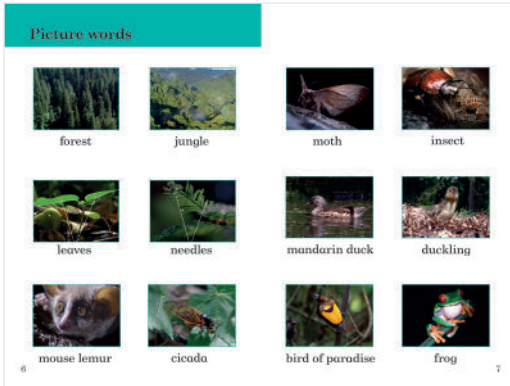 Picture words
forest
jungle
moth
insect
leaves
needles
mandarin duck
duckling
mouse lemur
cicada
bird of paradise
frog
6
7